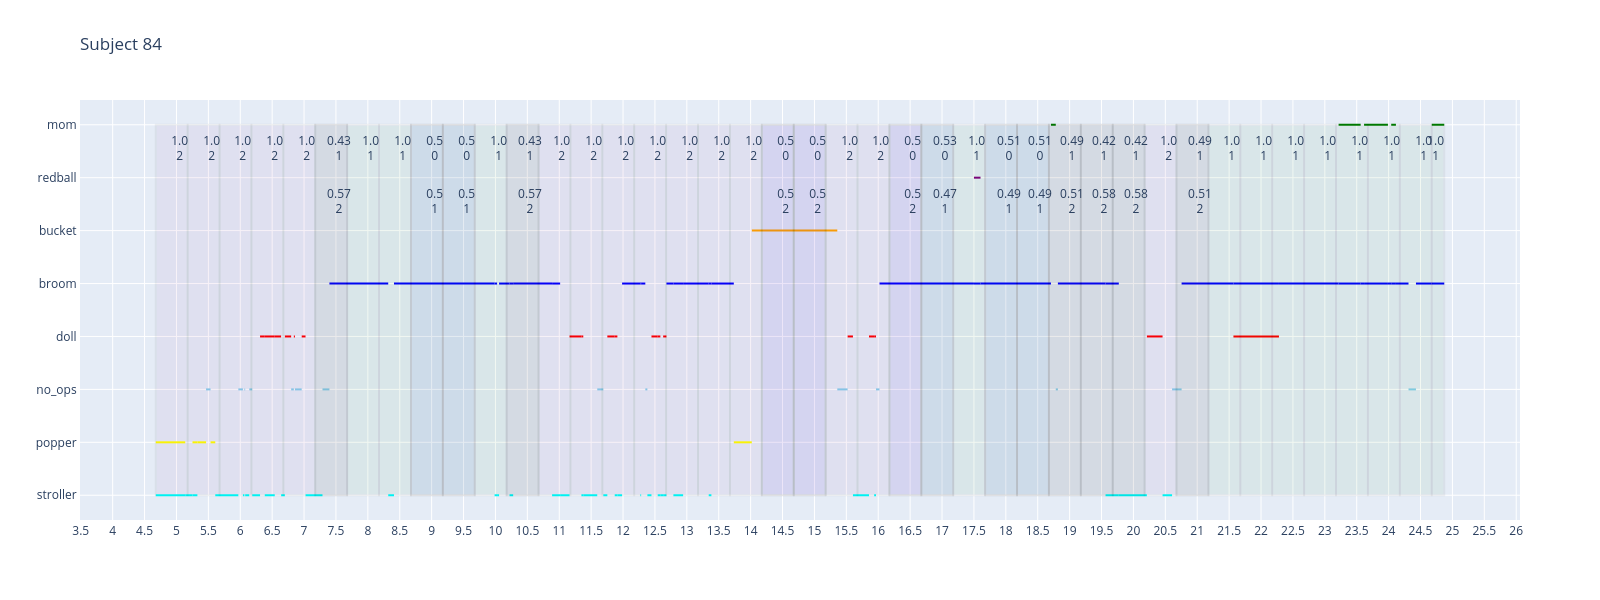 Subject 84
mom
1.0 1.0 1.0 1.0 1.0 0.43 1.0 1.0 0.5 0.5 1.0 0.43 1.0 1.0 1.0 1.0 1.0 1.0 1.0 0.5 0.5 1.0 1.0 0.5 0.53 1.0 0.51 0.51 0.49 0.42 0.42 1.0 0.49 1.0 1.0 1.0 1.0 1.0 1.0 1.0
2 2 2 2 2 1 1 1 0 0 1 1 2 2 2 2 2 2 2 0 0 2 2 0 0 1 0 0 1 1 1 2 1 1 1 1 1 1 1 1
redball
0.57 0.5 0.5 0.57 0.5 0.5 0.5 0.47 0.49 0.49 0.51 0.58 0.58 0.51
2 1 1 2 2 2 2 1 1 1 2 2 2 2
bucket
broom
doll
no_ops
popper
stroller
3.5 4 4.5 5 5.5 6 6.5 7 7.5 8 8.5 9 9.5 10 10.5 11 11.5 12 12.5 13 13.5 14 14.5 15 15.5 16 16.5 17 17.5 18 18.5 19 19.5 20 20.5 21 21.5 22 22.5 23 23.5 24 24.5 25 25.5 26